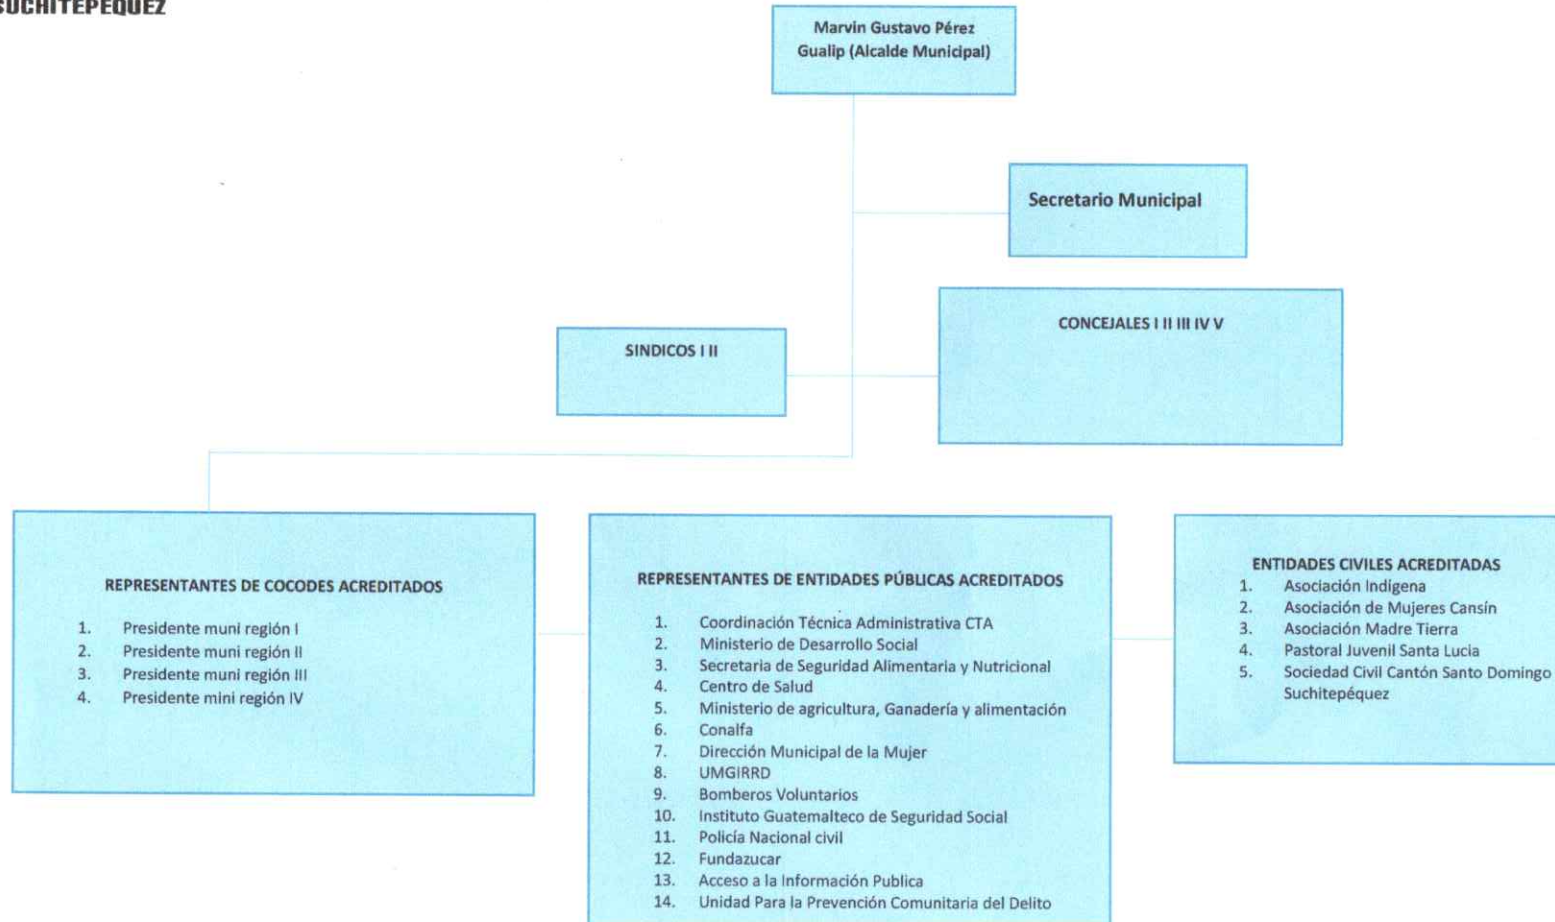 SUCHITEPEQUEZ
Marvin Gustavo Pérez
Gualip (Alcalde Municipal)
Secretario Municipal
SINDICOS I II
CONCEJALES I II III IV V
REPRESENTANTES DE COCODES ACREDITADOS
1. Presidente muni región I
2. Presidente muni región II
3. Presidente muni región III
4. Presidente mini región IV
REPRESENTANTES DE ENTIDADES PÚBLICAS ACREDITADOS
1. Coordinación Técnica Administrativa CTA
2. Ministerio de Desarrollo Social
3. Secretaria de Seguridad Alimentaria y Nutricional
4. Centro de Salud
5. Ministerio de agricultura, Ganadería y alimentación
6. Conalfa
7. Dirección Municipal de la Mujer
8. UMGIRRD
9. Bomberos Voluntarios
10. Instituto Guatemalteco de Seguridad Social
11. Policía Nacional civil
12. Fundazucar
13. Acceso a la Información Publica
14. Unidad Para la Prevención Comunitaria del Delito
ENTIDADES CIVILES ACREDITADAS
1. Asociación Indígena
2. Asociación de Mujeres Cansín
3. Asociación Madre Tierra
4. Pastoral Juvenil Santa Lucia
5. Sociedad Civil Cantón Santo Domingo
Suchitepéquez